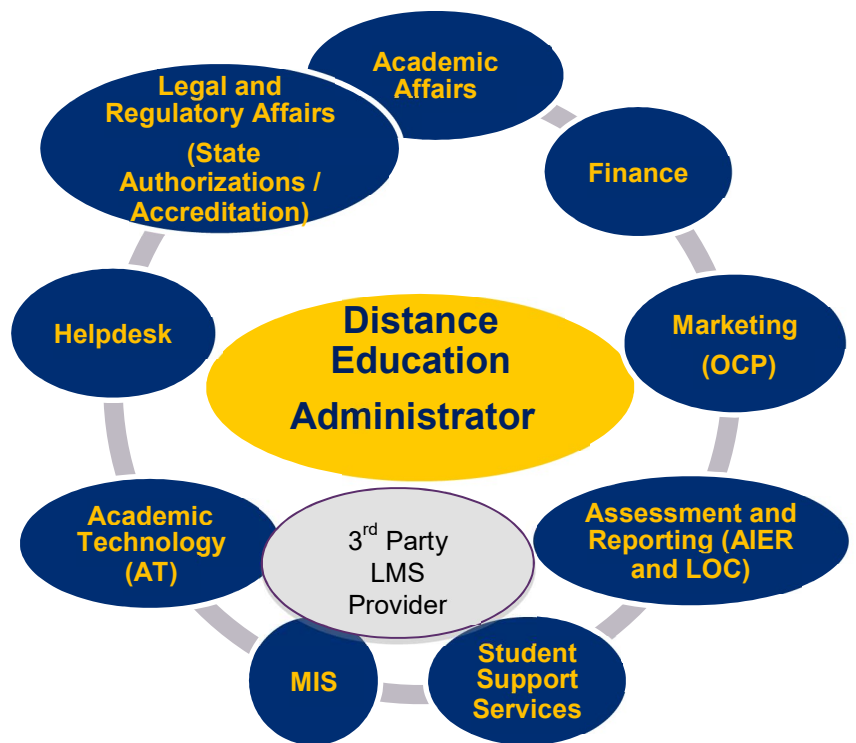 Academic
Affairs
Legal and
Regulatory Affairs
(State
Authorizations /
Accreditation)
Finance
Helpdesk
Distance
Education
Administrator
Marketing
(OCP)
Academic
Technology
(AT)
3rd Party
LMS
Provider
Assessment and
Reporting (AIER
and LOC)
MIS
Student
Support
Services